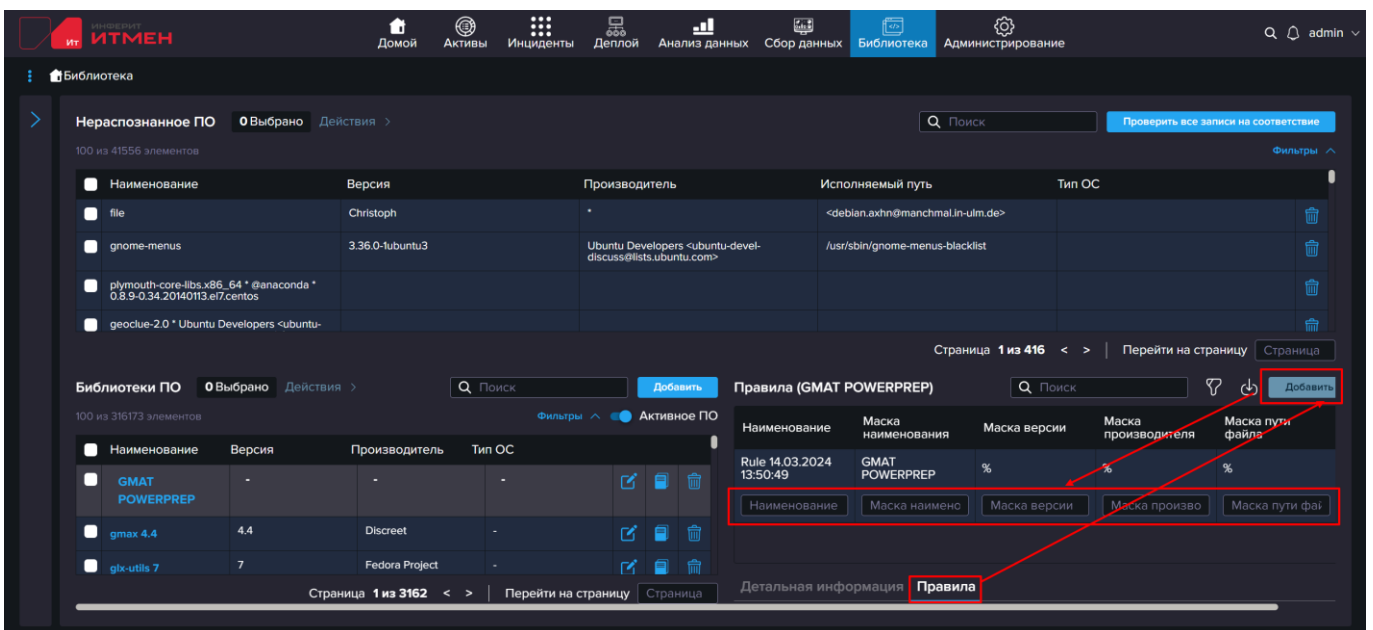 ИНФЕРИТ
ИТ ИТМЕН
Домой Активы Инциденты Деплой Анализ данных Сбор данных Библиотека Администрирование admin
Библиотека
Нераспознанное ПО 0 Выбрано Действия > Поиск Проверить все записи на соответствие
100 из 41556 элементов Фильтры
Наименование Версия Производитель Исполняемый путь Тип ОС
file Christoph * <debian.axhn@manchmal.in-ulm.de>
gnome-menus 3.36.0-1ubuntu3 Ubuntu Developers <ubuntu-devel- /usr/sbin/gnome-menus-blacklist
discuss@lists.ubuntu.com>
plymouth-core-libs.x86_64 * @anaconda *
0.8.9-0.34.20140113.el7.centos
geoclue-2.0 * Ubuntu Developers <ubuntu-
Страница 1 из 416 < > | Перейти на страницу Страница
Библиотеки ПО 0 Выбрано Действия > Поиск Добавить
100 из 316173 элементов Фильтры Активное ПО
Наименование Версия Производитель Тип ОС
GMAT - - -
POWERPREP
gmax 4.4 4.4 Discreet -
glx-utils 7 7 Fedora Project -
Страница 1 из 3162 < > | Перейти на страницу Страница
Правила (GMAT POWERPREP) Поиск Добавить
Наименование Маска наименования Маска версии Маска производителя Маска пути файла
Rule 14.03.2024 GMAT % % %
13:50:49 POWERPREP
Наименование Маска наимено Маска версии Маска произво Маска пути фай
Детальная информация Правила